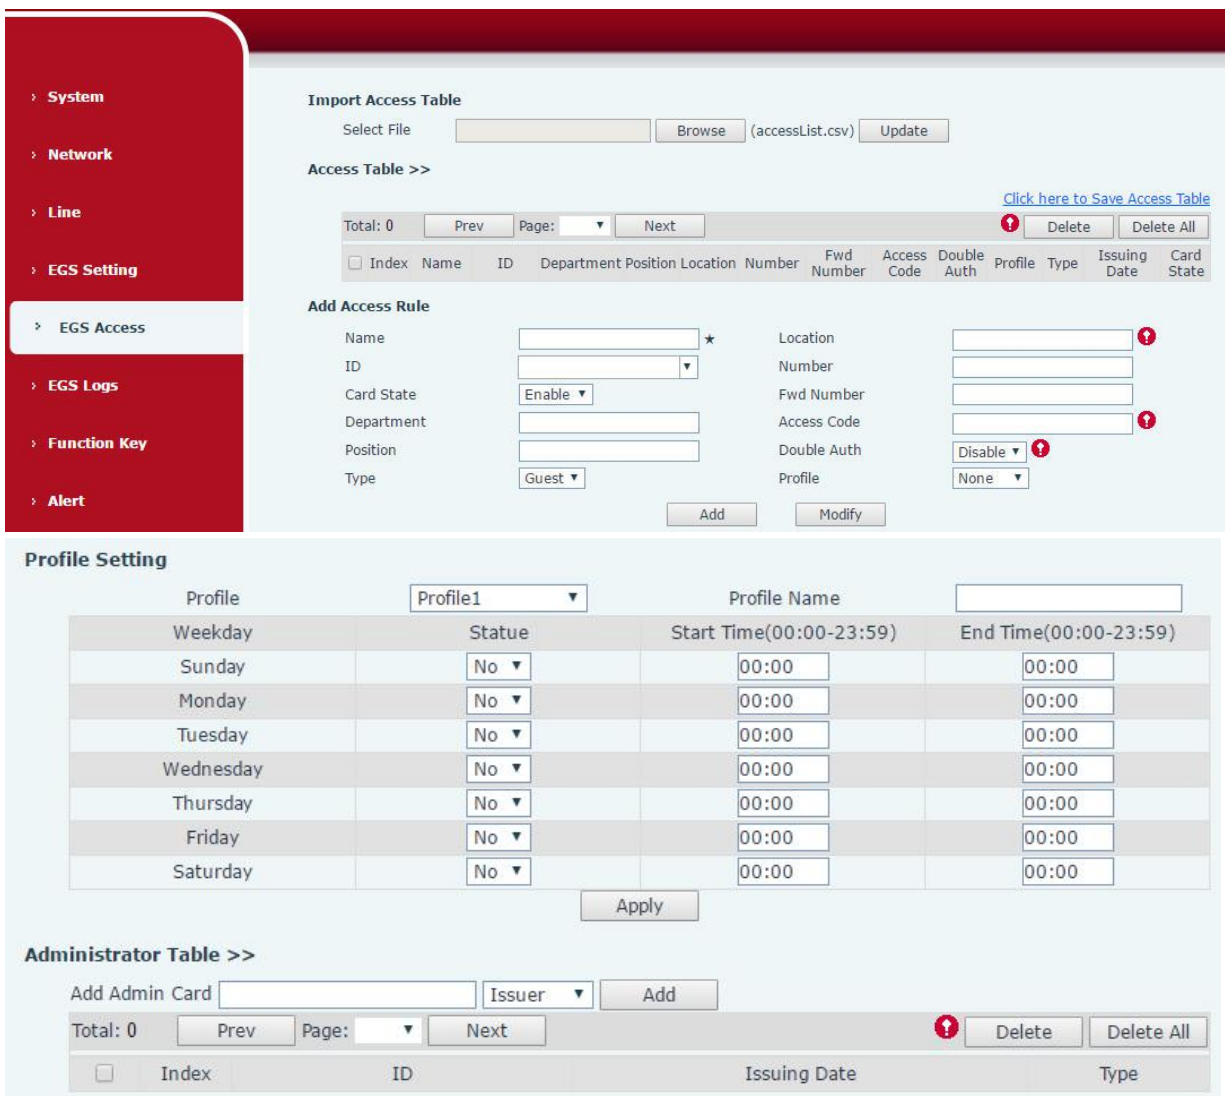 System
Network
Line
EGS Setting
EGS Access
EGS Logs
Function Key
Alert
Import Access Table
Select File Browse (accessList.csv) Update
Access Table >>
Click here to Save Access Table
Total: 0 Prev Page: Next Delete Delete All
Index Name ID Department Position Location Number Fwd Number Access Code Double Auth Profile Type Issuing Date Card State
Add Access Rule
Name ★ Location
ID Number
Card State Enable Fwd Number
Department Access Code
Position Double Auth Disable
Type Guest Profile None
Add Modify
Profile Setting
Profile Profile1 Profile Name
Weekday Statue Start Time(00:00-23:59) End Time(00:00-23:59)
Sunday No 00:00 00:00
Monday No 00:00 00:00
Tuesday No 00:00 00:00
Wednesday No 00:00 00:00
Thursday No 00:00 00:00
Friday No 00:00 00:00
Saturday No 00:00 00:00
Apply
Administrator Table >>
Add Admin Card Issuer Add
Total: 0 Prev Page: Next Delete Delete All
Index ID Issuing Date Type